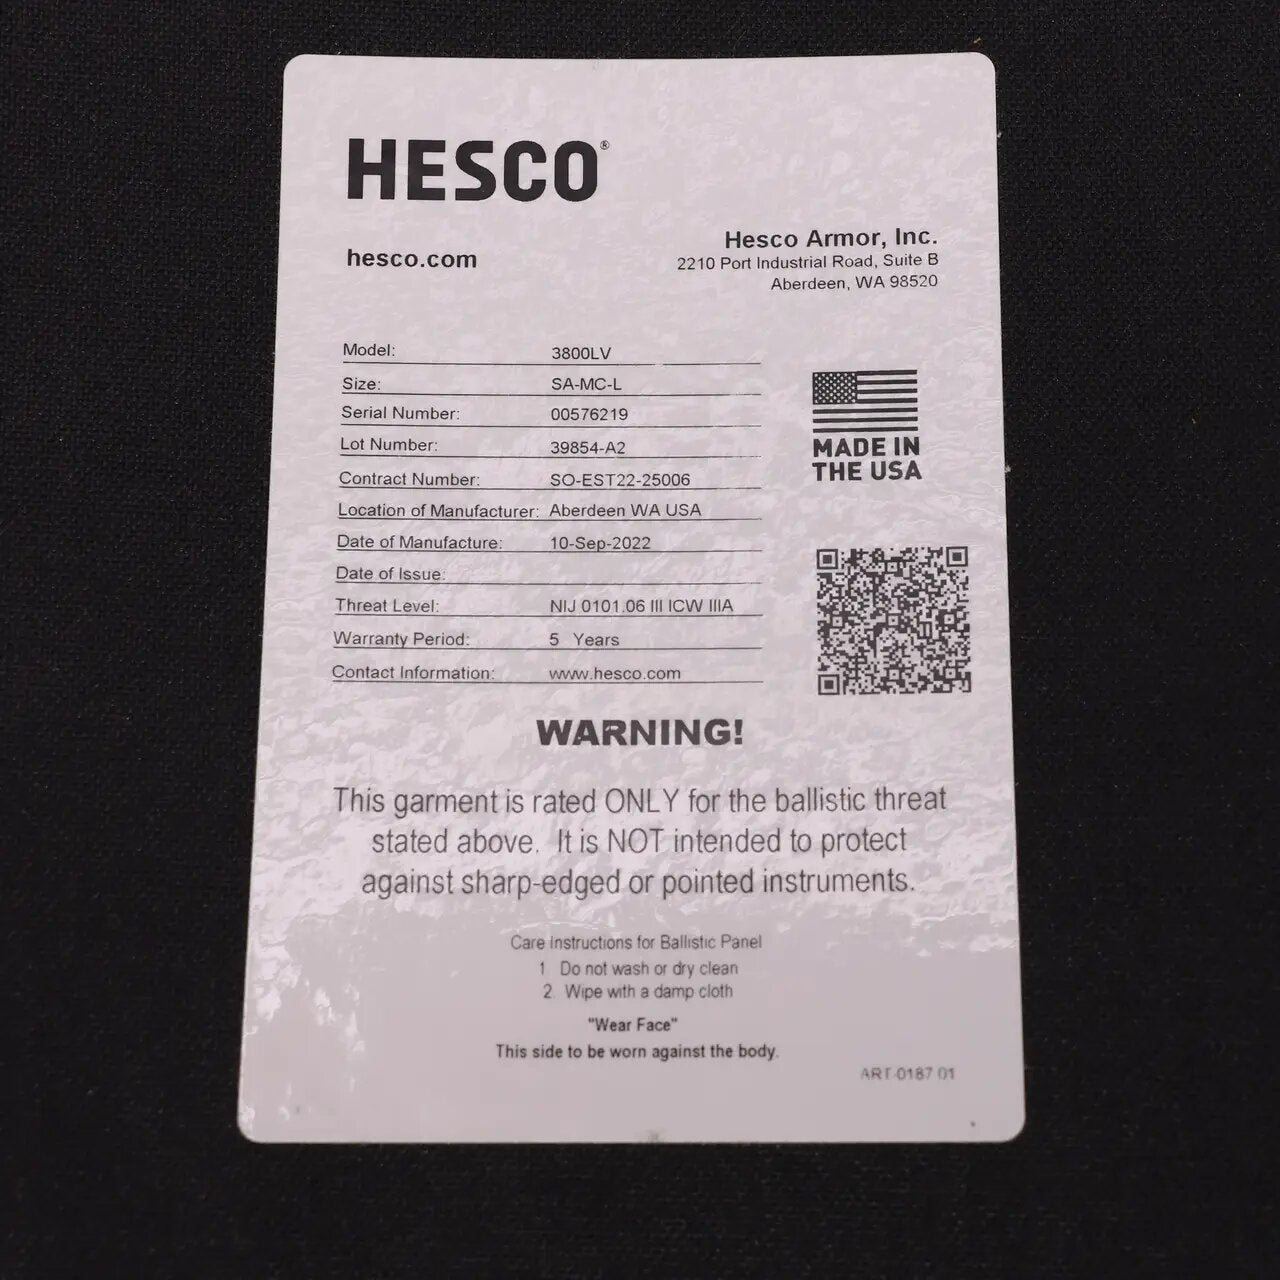 HESCO®
hesco.com
Hesco Armor, Inc.
2210 Port Industrial Road, Suite B
Aberdeen, WA 98520
Model: 3800LV
Size: SA-MC-L
Serial Number: 00576219
Lot Number: 39854-A2
Contract Number: SO-EST22-25006
Location of Manufacturer: Aberdeen WA USA
Date of Manufacture: 10-Sep-2022
Date of Issue:
Threat Level: NIJ 0101.06 III ICW IIIA
Warranty Period: 5 Years
Contact Information: www.hesco.com
MADE IN
THE USA
WARNING!
This garment is rated ONLY for the ballistic threat
stated above. It is NOT intended to protect
against sharp-edged or pointed instruments.
Care Instructions for Ballistic Panel
1 Do not wash or dry clean
2. Wipe with a damp cloth
"Wear Face"
This side to be worn against the body.
ART-0187 01